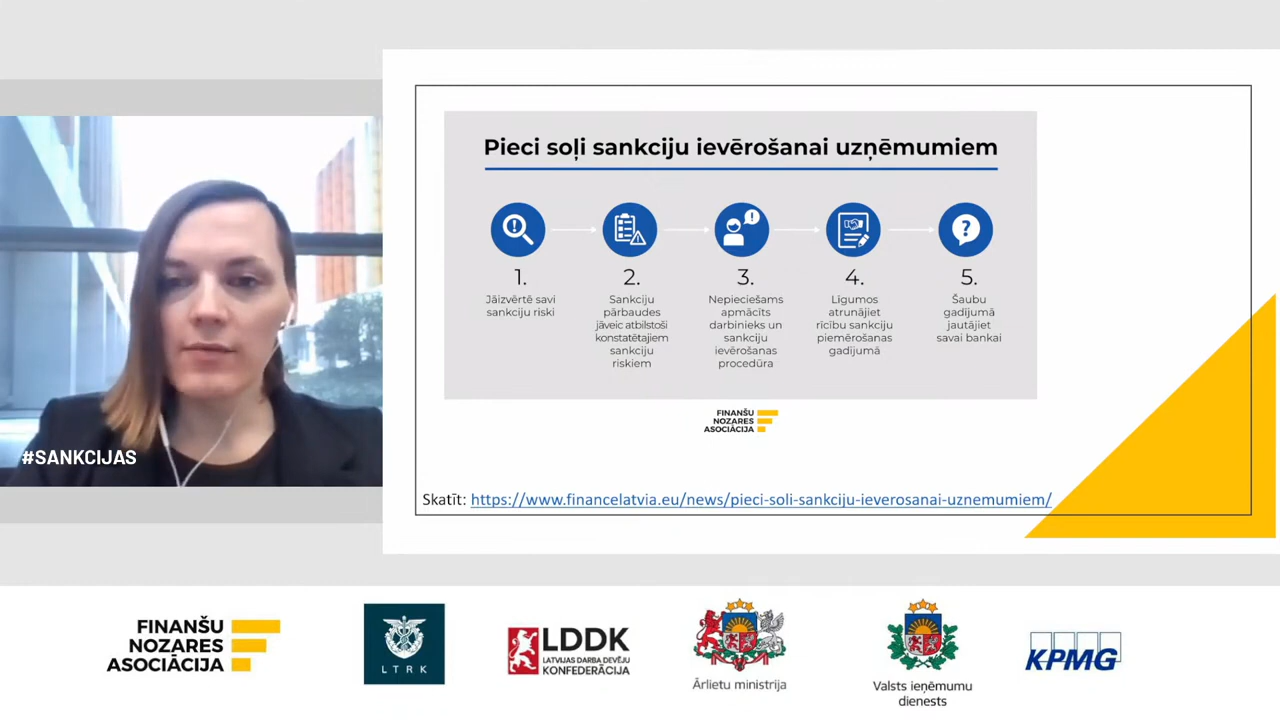 Pieci soļi sankciju ievērošanai uzņēmumiem
1.
Jāizvērtē savi
sankciju riski
2.
Sankciju
pārbaudes
jāveic atbilstoši
konstatētajiem
sankciju
riskiem
3.
Nepieciešams
apmācīts
darbinieks un
sankciju
ievērošanas
procedūra
4.
Līgumos
atrunājiet
rīcību sankciju
piemērošanas
gadījumā
5.
Šaubu
gadījumā
jautājiet
savai bankai
FINANŠU
NOZARES
ASOCIĀCIJA
#SANKCIJAS
Skatīt: https://www.financelatvia.eu/news/pieci-soli-sankciju-ieverosanai-uznemumiem/
FINANŠU
NOZARES
ASOCIĀCIJA
LTRK
LDDK
LATVIJAS DARBA DEVĒJU
KONFEDERĀCIJA
Ārlietu ministrija
Valsts ieņēmumu
dienests
KPMG